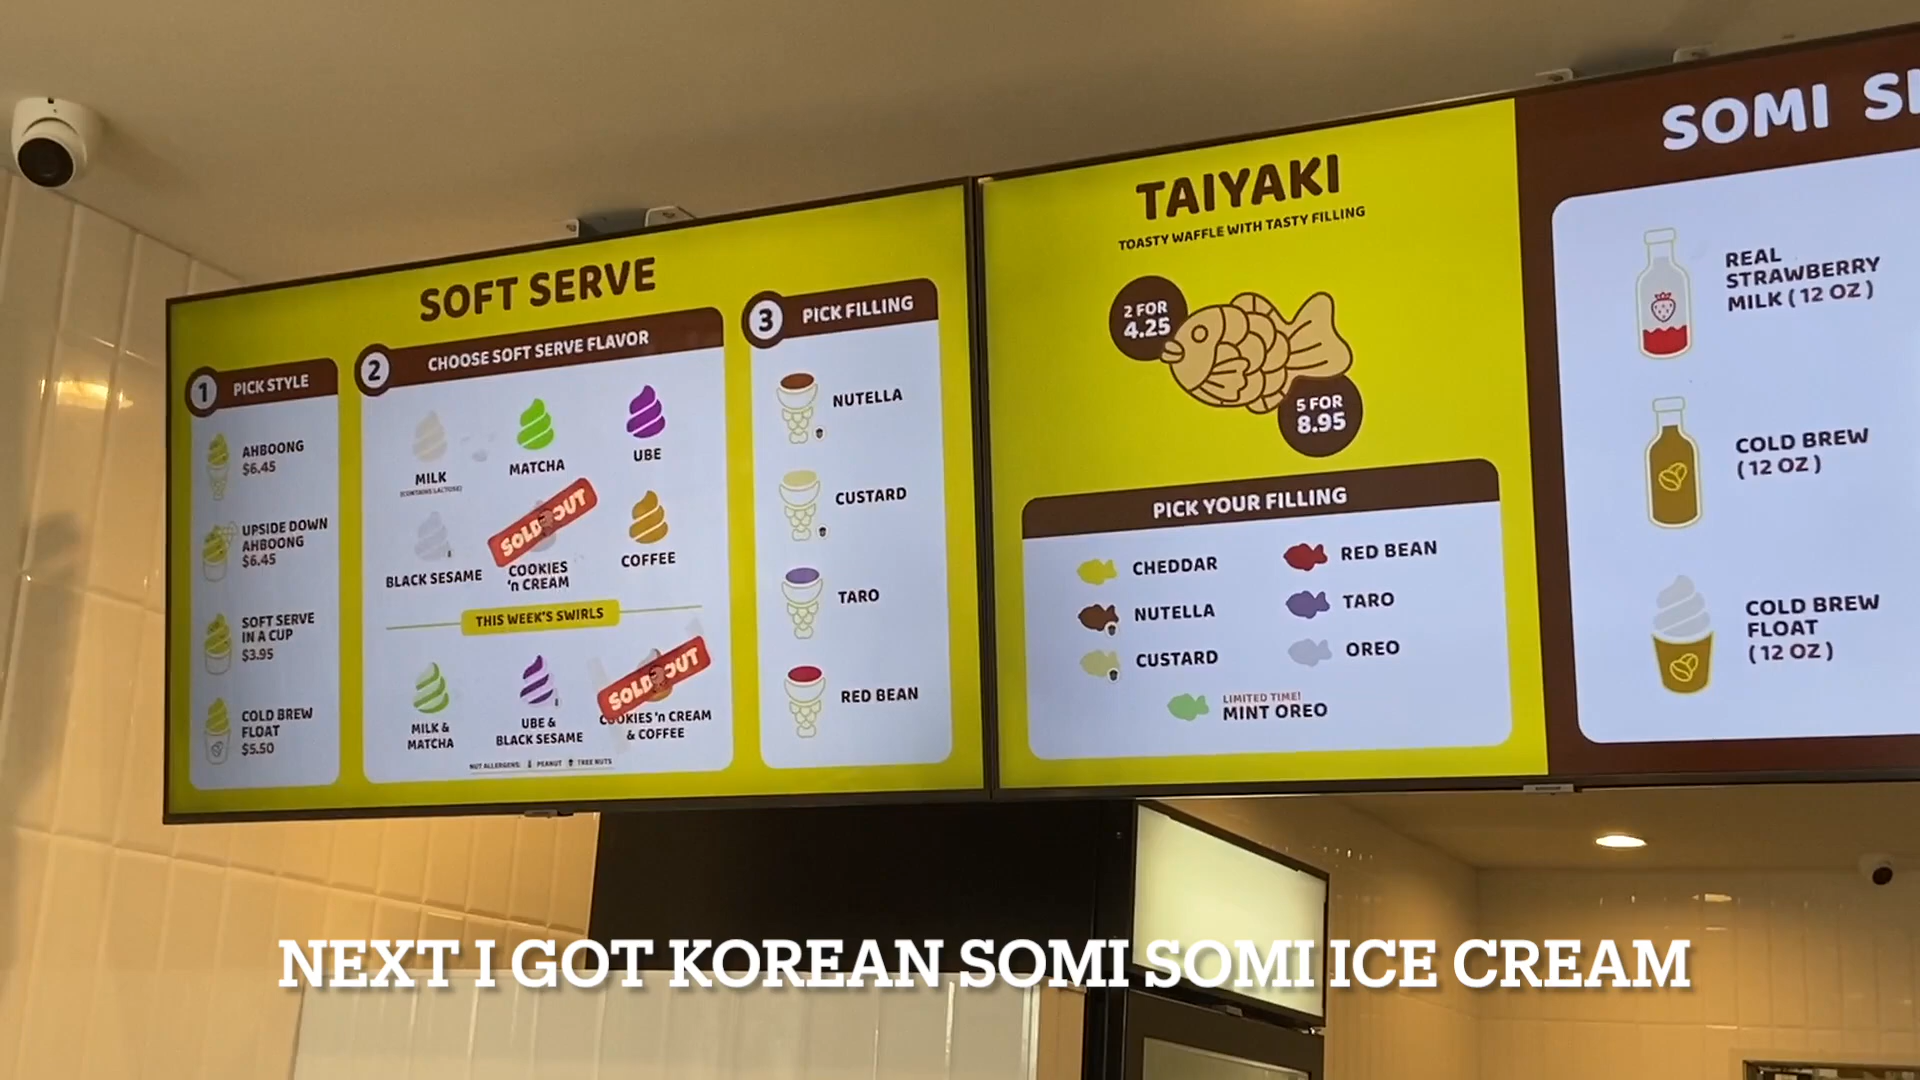 SOFT SERVE
1 PICK STYLE
AHBOONG
$6.45
UPSIDE DOWN
AHBOONG
$6.45
SOFT SERVE
IN A CUP
$3.95
COLD BREW
FLOAT
$5.50
2 CHOOSE SOFT SERVE FLAVOR
MILK
(CONTAINS LACTOSE)
MATCHA
UBE
BLACK SESAME
SOLD OUT
COOKIES
'n CREAM
COFFEE
THIS WEEK'S SWIRLS
MILK &
MATCHA
UBE &
BLACK SESAME
SOLD OUT
COOKIES 'n CREAM
& COFFEE
NUT ALLERGENS: PEANUT TREE NUTS
3 PICK FILLING
NUTELLA
CUSTARD
TARO
RED BEAN
TAIYAKI
TOASTY WAFFLE WITH TASTY FILLING
2 FOR
4.25
5 FOR
8.95
PICK YOUR FILLING
CHEDDAR
NUTELLA
CUSTARD
RED BEAN
TARO
OREO
LIMITED TIME!
MINT OREO
SOMI
REAL
STRAWBERRY
MILK (12 OZ)
COLD BREW
(12 OZ)
COLD BREW
FLOAT
(12 OZ)
NEXT I GOT KOREAN SOMI SOMI ICE CREAM